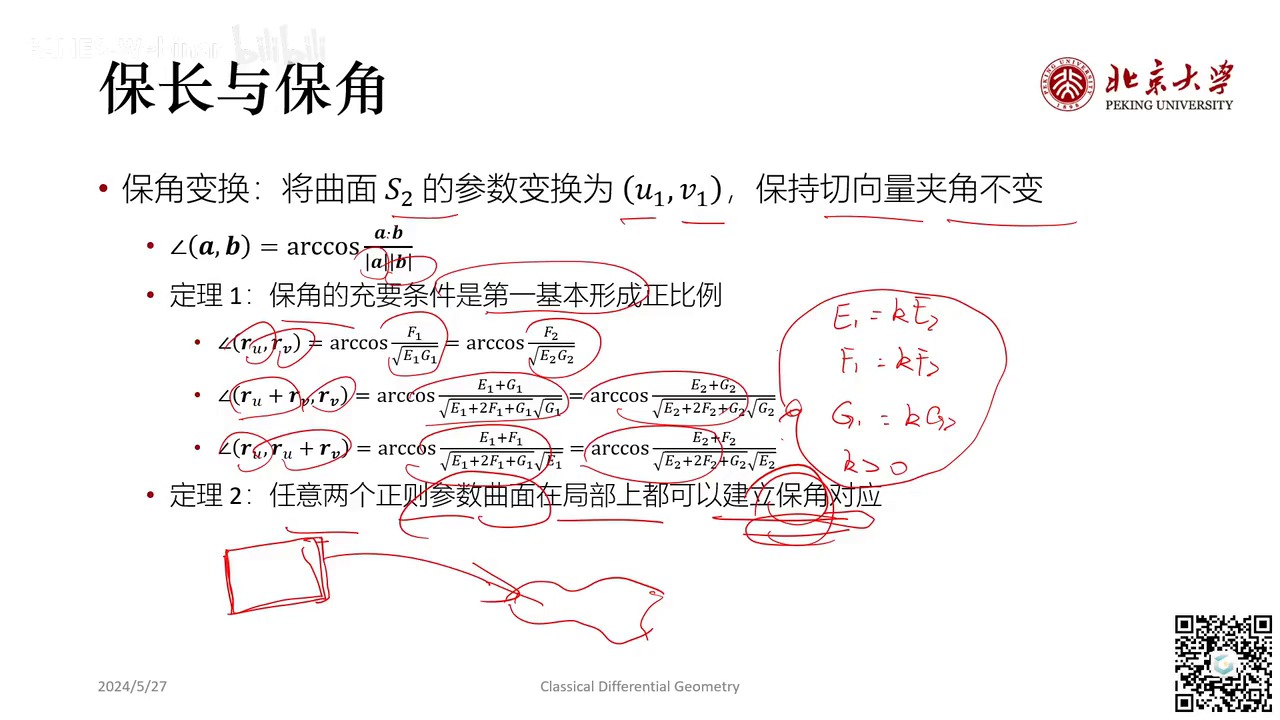 bilibili
保长与保角
北京大学
PEKING UNIVERSITY
• 保角变换：将曲面 S₂ 的参数变换为 (u₁, v₁)，保持切向量夹角不变
• ∠(a, b) = arccos a·b / |a||b|
• 定理 1：保角的充要条件是第一基本形成正比例
• ∠(r_u, r_v) = arccos F₁/√(E₁G₁) = arccos F₂/√(E₂G₂)
• ∠(r_u + r_v, r_v) = arccos (E₁+G₁)/(√(E₁+2F₁+G₁)√G₁) = arccos (E₂+G₂)/(√(E₂+2F₂+G₂)√G₂)
• ∠(r_u, r_u + r_v) = arccos (E₁+F₁)/(√(E₁+2F₁+G₁)√E₁) = arccos (E₂+F₂)/(√(E₂+2F₂+G₂)√E₂)
E₁ = kE₂
F₁ = kF₂
G₁ = kG₂
k > 0
• 定理 2：任意两个正则参数曲面在局部上都可以建立保角对应
2024/5/27
Classical Differential Geometry